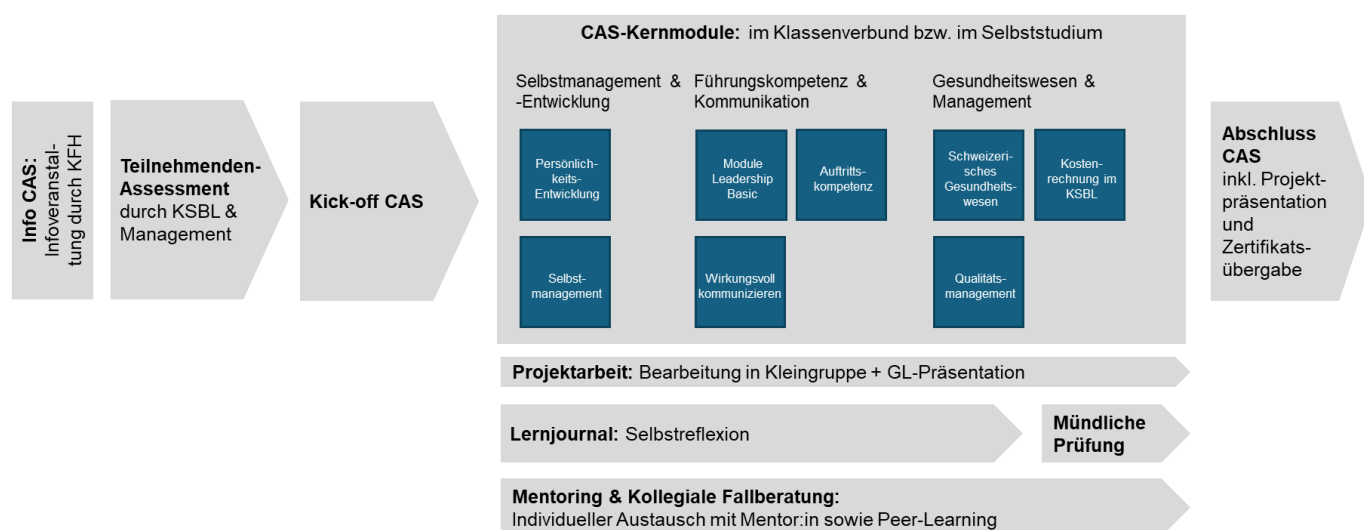 Info CAS:
Infoveranstal-
tung durch KFH
Teilnehmenden-
Assessment
durch KSBL &
Management
Kick-off CAS
CAS-Kernmodule: im Klassenverbund bzw. im Selbststudium
Selbstmanagement &
-Entwicklung
Persönlich-
keits-
Entwicklung
Selbst-
management
Führungskompetenz &
Kommunikation
Module
Leadership
Basic
Auftritts-
kompetenz
Wirkungsvoll
kommunizieren
Gesundheitswesen &
Management
Schweizeri-
sches
Gesundheits-
wesen
Kosten-
rechnung im
KSBL
Qualitäts-
management
Projektarbeit: Bearbeitung in Kleingruppe + GL-Präsentation
Lernjournal: Selbstreflexion
Mündliche
Prüfung
Mentoring & Kollegiale Fallberatung:
Individueller Austausch mit Mentor:in sowie Peer-Learning
Abschluss
CAS
inkl. Projekt-
präsentation
und
Zertifikats-
übergabe